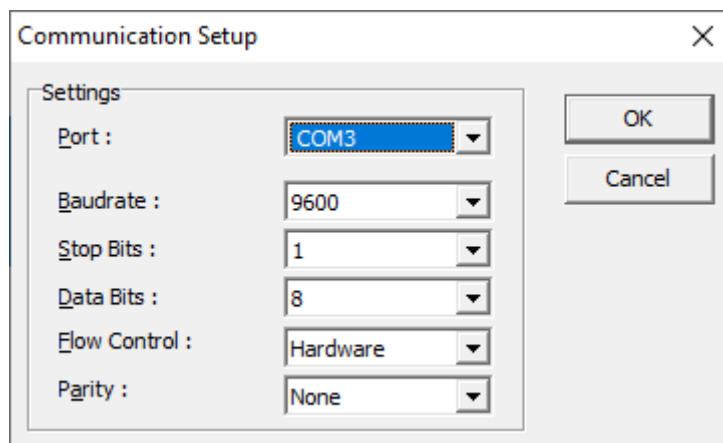 Communication Setup
Settings
Port : COM3
OK
Cancel
Baudrate : 9600
Stop Bits : 1
Data Bits : 8
Flow Control : Hardware
Parity : None